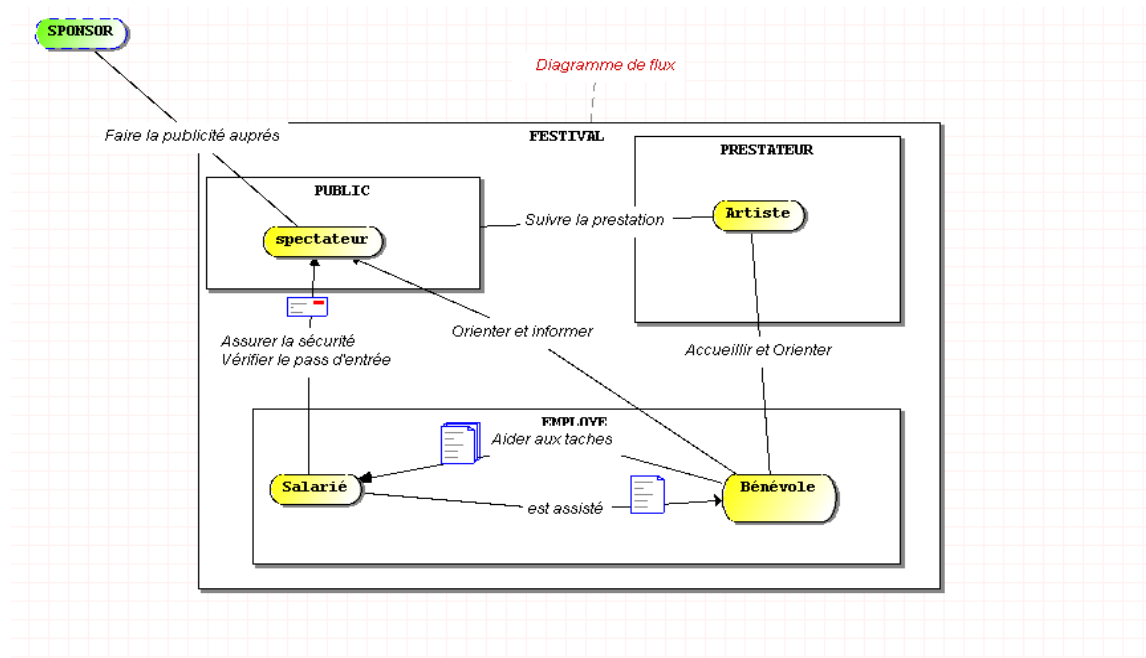 SPONSOR
Diagramme de flux
Faire la publicité auprés
FESTIVAL
PRESTATEUR
PUBLIC
Artiste
Suivre la prestation
spectateur
Orienter et informer
Assurer la sécurité
Vérifier le pass d'entrée
Accueillir et Orienter
EMPLOYE
Aider aux taches
Salarié
Bénévole
est assisté